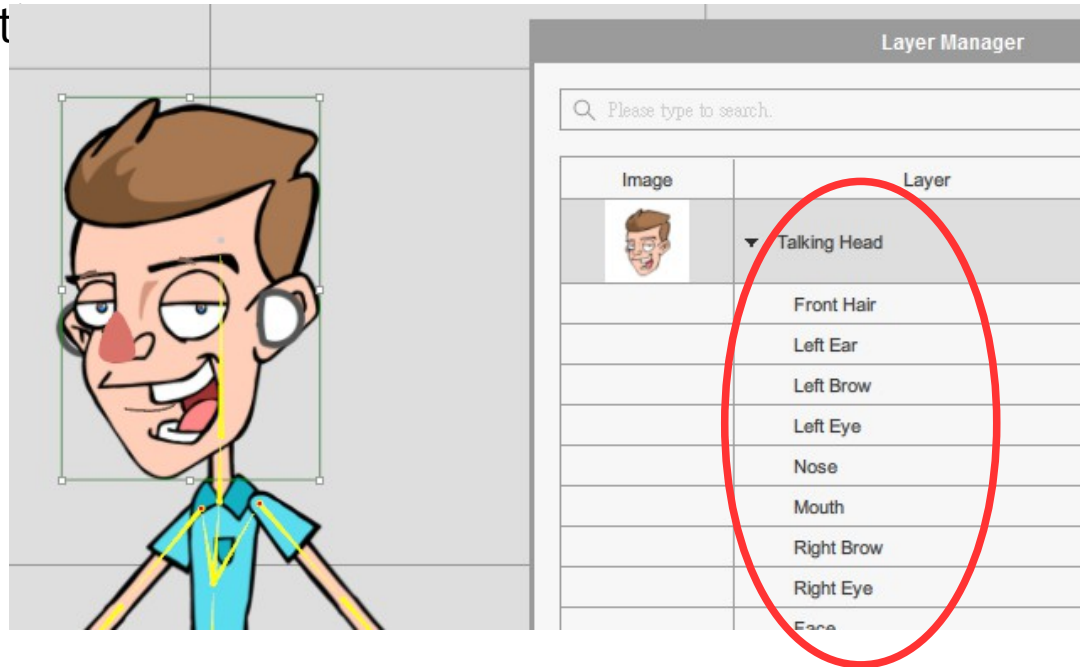 t
Layer Manager
Please type to search.
Image Layer
Talking Head
Front Hair
Left Ear
Left Brow
Left Eye
Nose
Mouth
Right Brow
Right Eye
Face